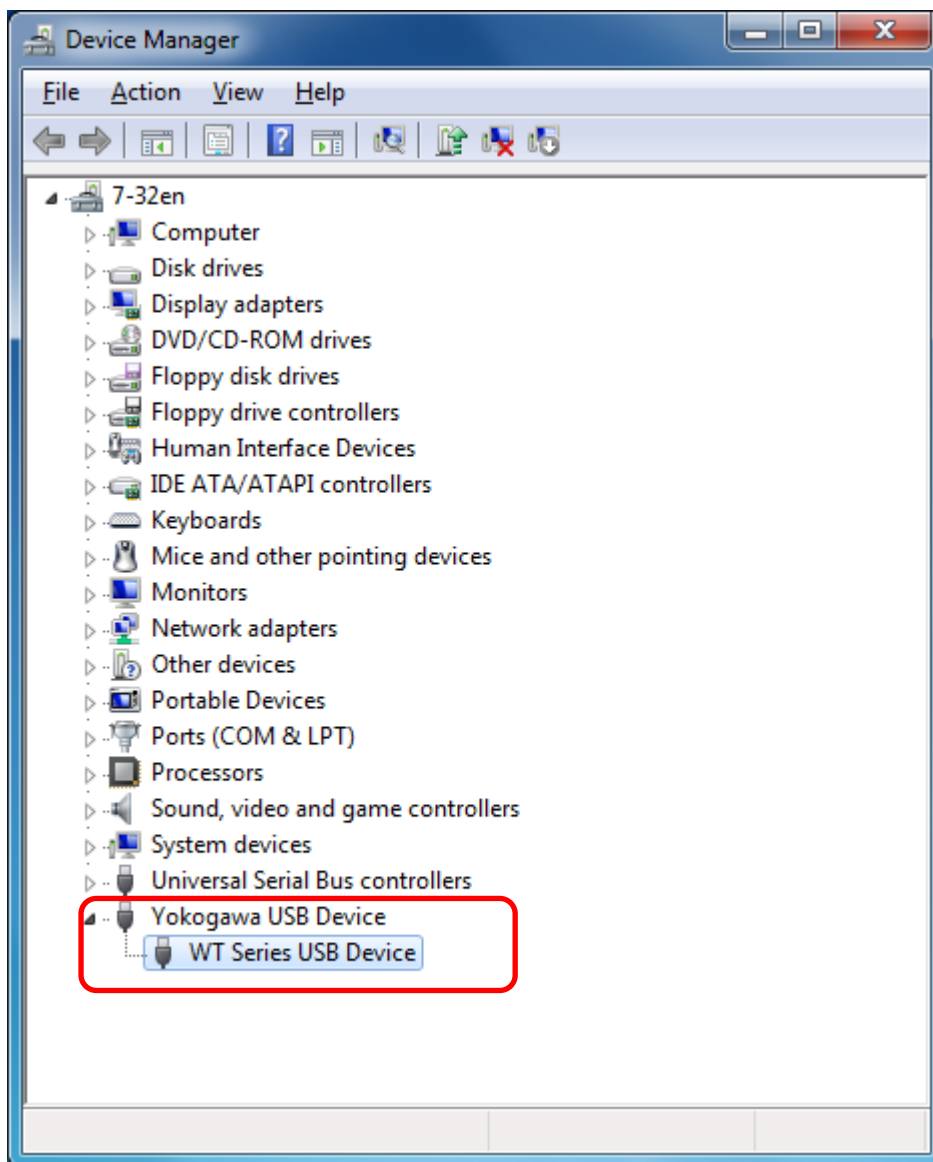 Device Manager
File Action View Help
7-32en
Computer
Disk drives
Display adapters
DVD/CD-ROM drives
Floppy disk drives
Floppy drive controllers
Human Interface Devices
IDE ATA/ATAPI controllers
Keyboards
Mice and other pointing devices
Monitors
Network adapters
Other devices
Portable Devices
Ports (COM & LPT)
Processors
Sound, video and game controllers
System devices
Universal Serial Bus controllers
Yokogawa USB Device
WT Series USB Device